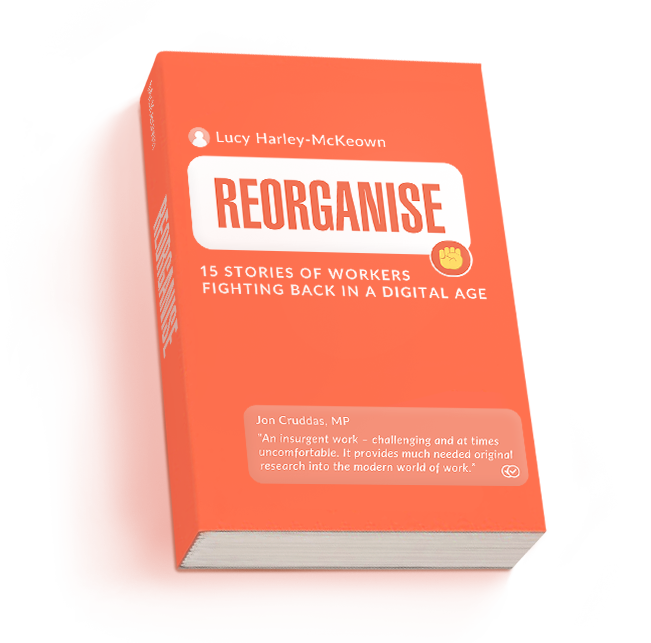 Lucy Harley-McKeown
REORGANISE
15 STORIES OF WORKERS
FIGHTING BACK IN A DIGITAL AGE
Jon Cruddas, MP
"An insurgent work – challenging and at times
uncomfortable. It provides much needed original
research into the modern world of work."
REORGANISE